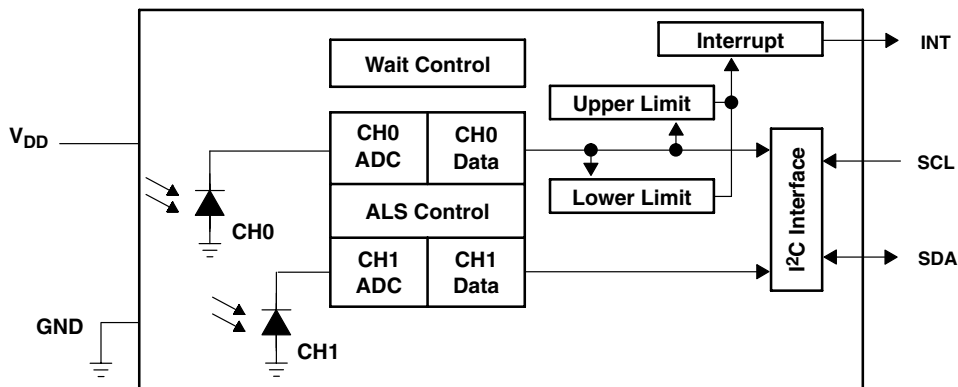 Interrupt
INT
Wait Control
Upper Limit
VDD
CH0
ADC
CH0
Data
SCL
Lower Limit
ALS Control
I²C Interface
CH0
CH1
ADC
CH1
Data
SDA
GND
CH1